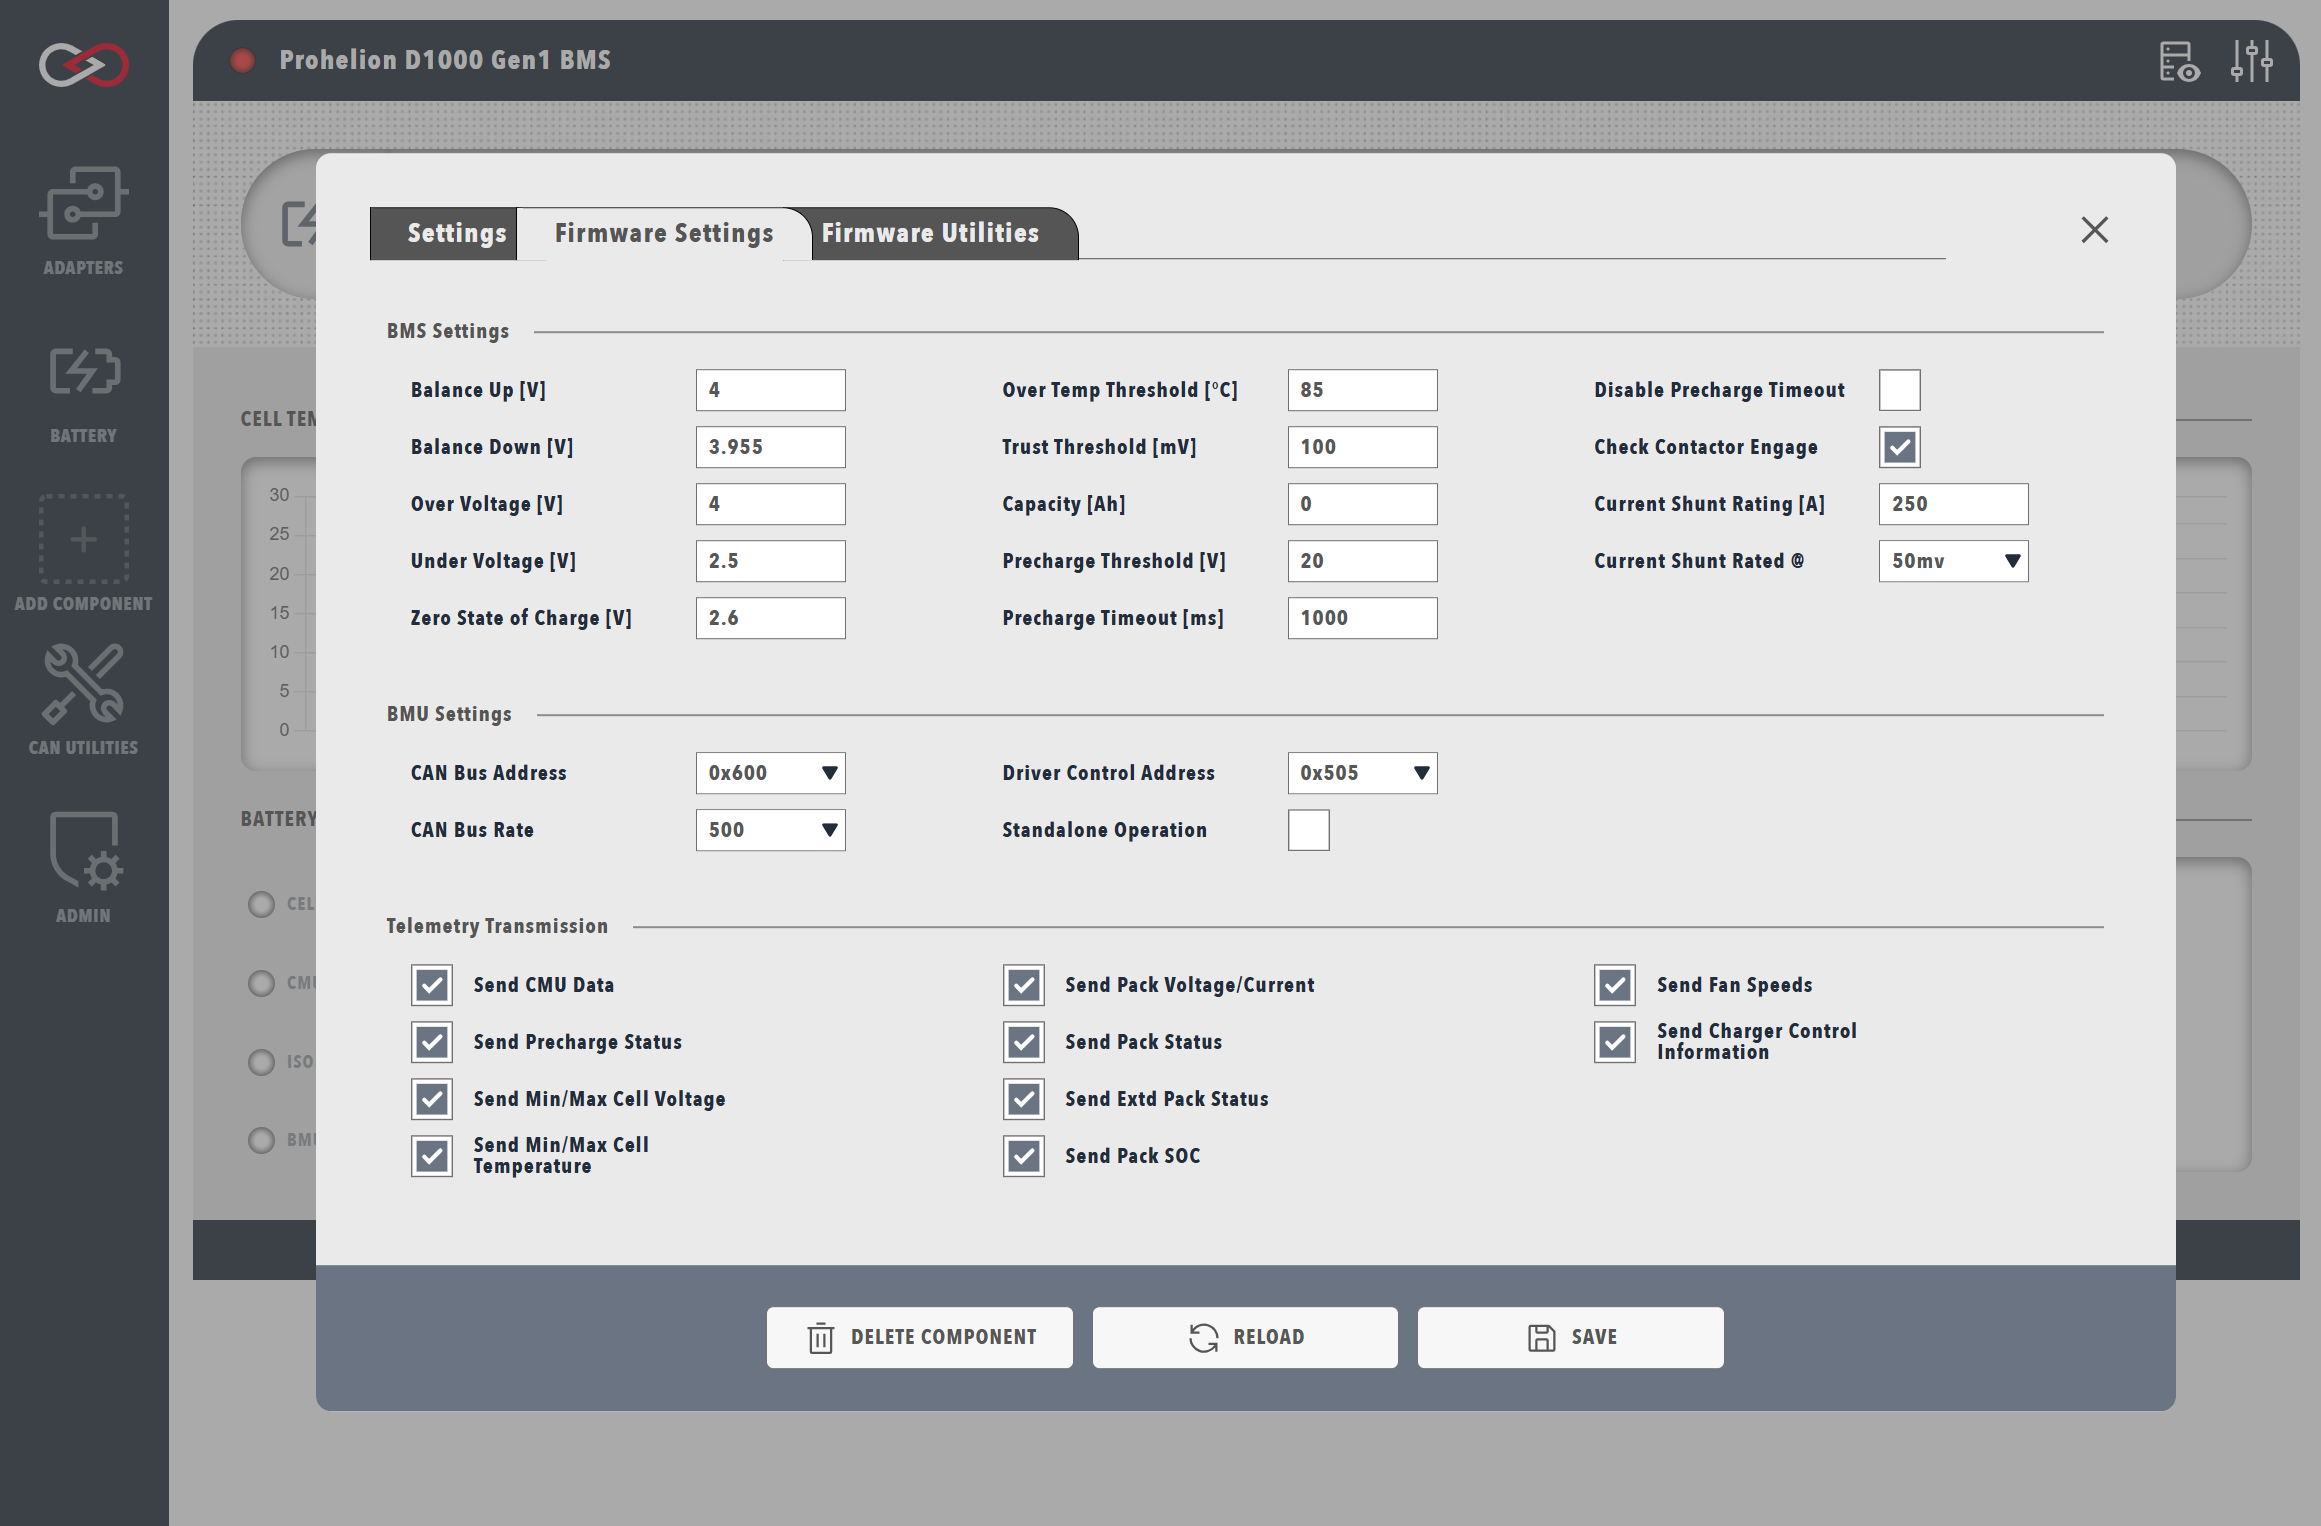 Prohelion D1000 Gen1 BMS
ADAPTERS
BATTERY
ADD COMPONENT
CAN UTILITIES
ADMIN
CELL TEM
30
25
20
15
10
5
0
BATTERY
CEL
CMU
ISO
BMU
Settings
Firmware Settings
Firmware Utilities
BMS Settings
Balance Up [V] 4
Over Temp Threshold [°C] 85
Disable Precharge Timeout
Balance Down [V] 3.955
Trust Threshold [mV] 100
Check Contactor Engage
Over Voltage [V] 4
Capacity [Ah] 0
Current Shunt Rating [A] 250
Under Voltage [V] 2.5
Precharge Threshold [V] 20
Current Shunt Rated @ 50mv
Zero State of Charge [V] 2.6
Precharge Timeout [ms] 1000
BMU Settings
CAN Bus Address 0x600
Driver Control Address 0x505
CAN Bus Rate 500
Standalone Operation
Telemetry Transmission
Send CMU Data
Send Pack Voltage/Current
Send Fan Speeds
Send Precharge Status
Send Pack Status
Send Charger Control
Information
Send Min/Max Cell Voltage
Send Extd Pack Status
Send Min/Max Cell
Temperature
Send Pack SOC
DELETE COMPONENT
RELOAD
SAVE